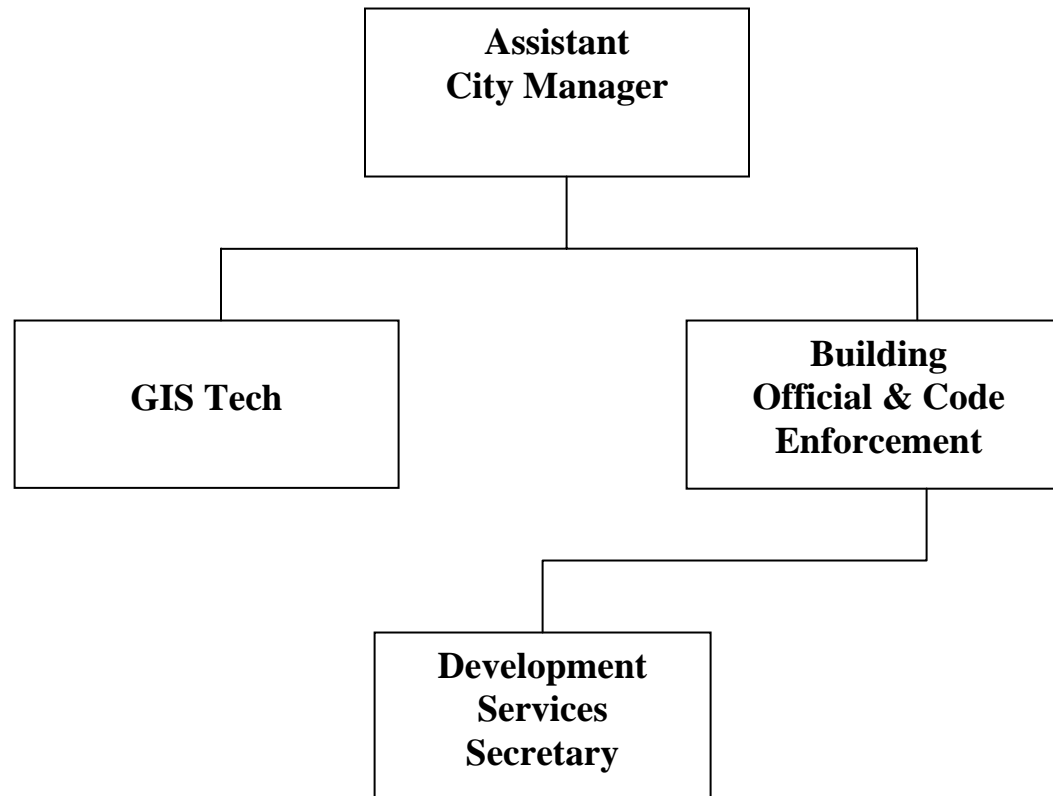 Assistant
City Manager
GIS Tech
Building
Official & Code
Enforcement
Development
Services
Secretary